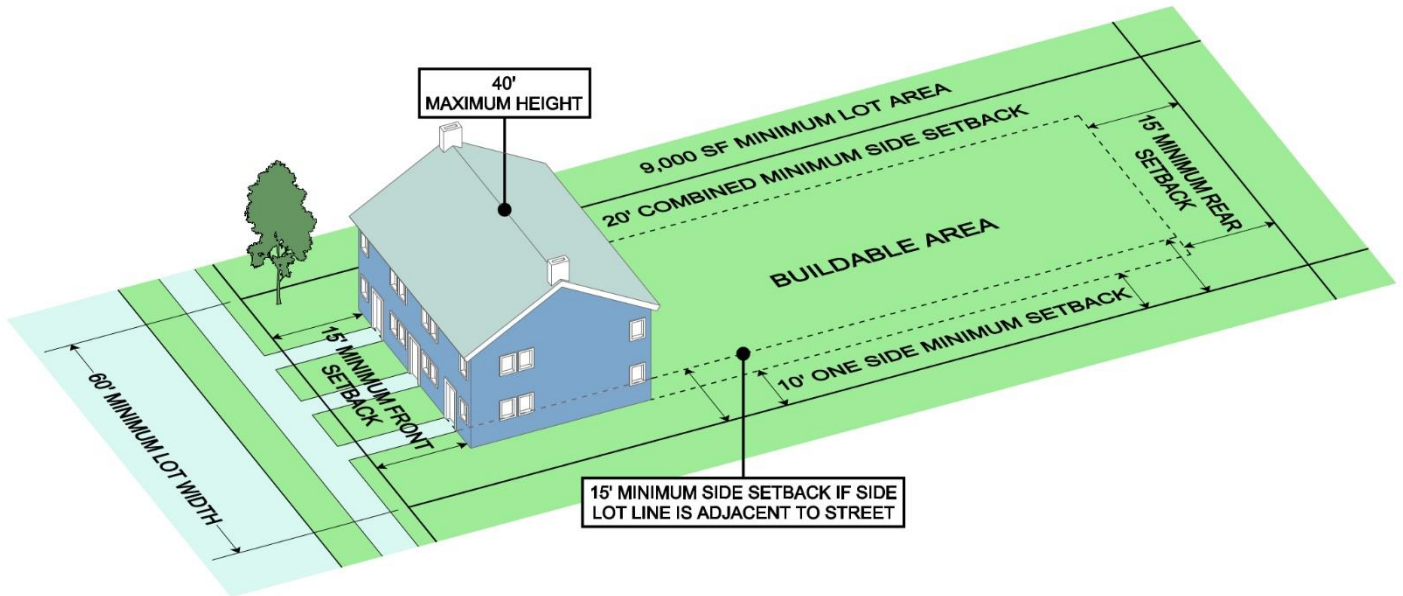 40'
MAXIMUM HEIGHT
9,000 SF MINIMUM LOT AREA
20' COMBINED MINIMUM SIDE SETBACK
15' MINIMUM REAR
SETBACK
BUILDABLE AREA
10' ONE SIDE MINIMUM SETBACK
15' MINIMUM FRONT
SETBACK
60' MINIMUM LOT WIDTH
15' MINIMUM SIDE SETBACK IF SIDE
LOT LINE IS ADJACENT TO STREET